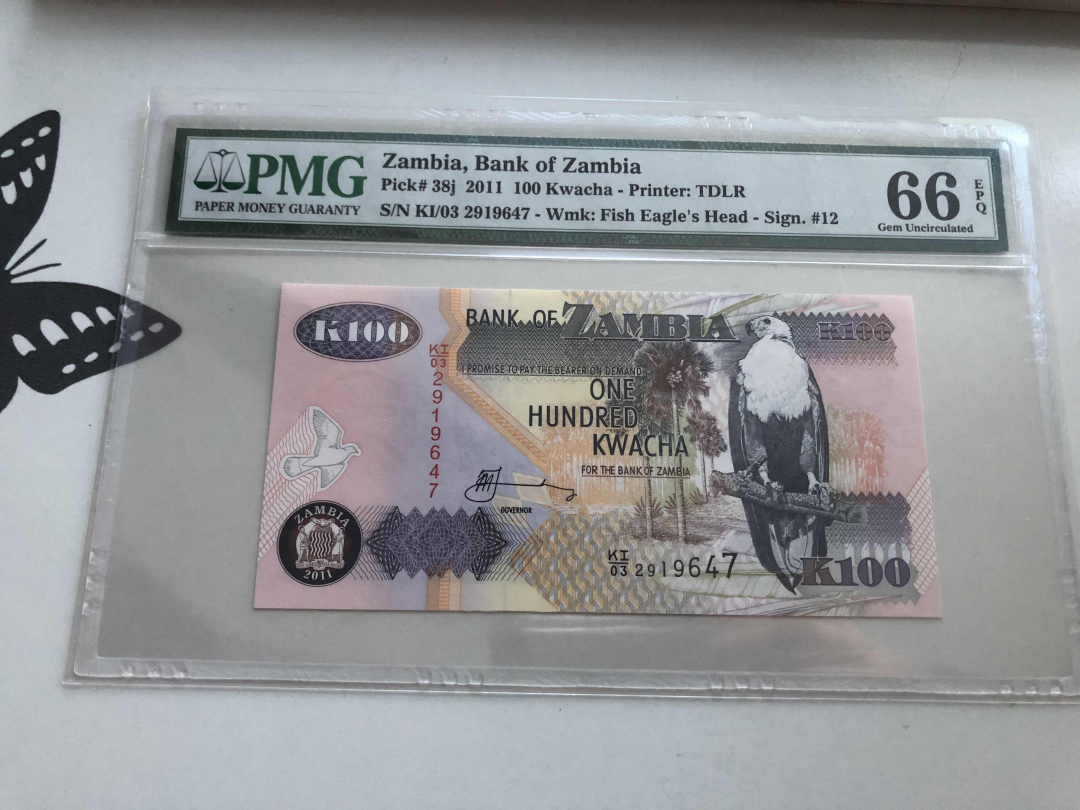 PMG
PAPER MONEY GUARANTY
Zambia, Bank of Zambia
Pick# 38j 2011 100 Kwacha - Printer: TDLR
S/N KI/03 2919647 - Wmk: Fish Eagle's Head - Sign. #12
66
EPQ
Gem Uncirculated
K100
BANK OF ZAMBIA
K100
KI/03 2919647
I PROMISE TO PAY THE BEARER ON DEMAND
ONE
HUNDRED
KWACHA
FOR THE BANK OF ZAMBIA
GOVERNOR
ZAMBIA
2011
KI/03 2919647
K100